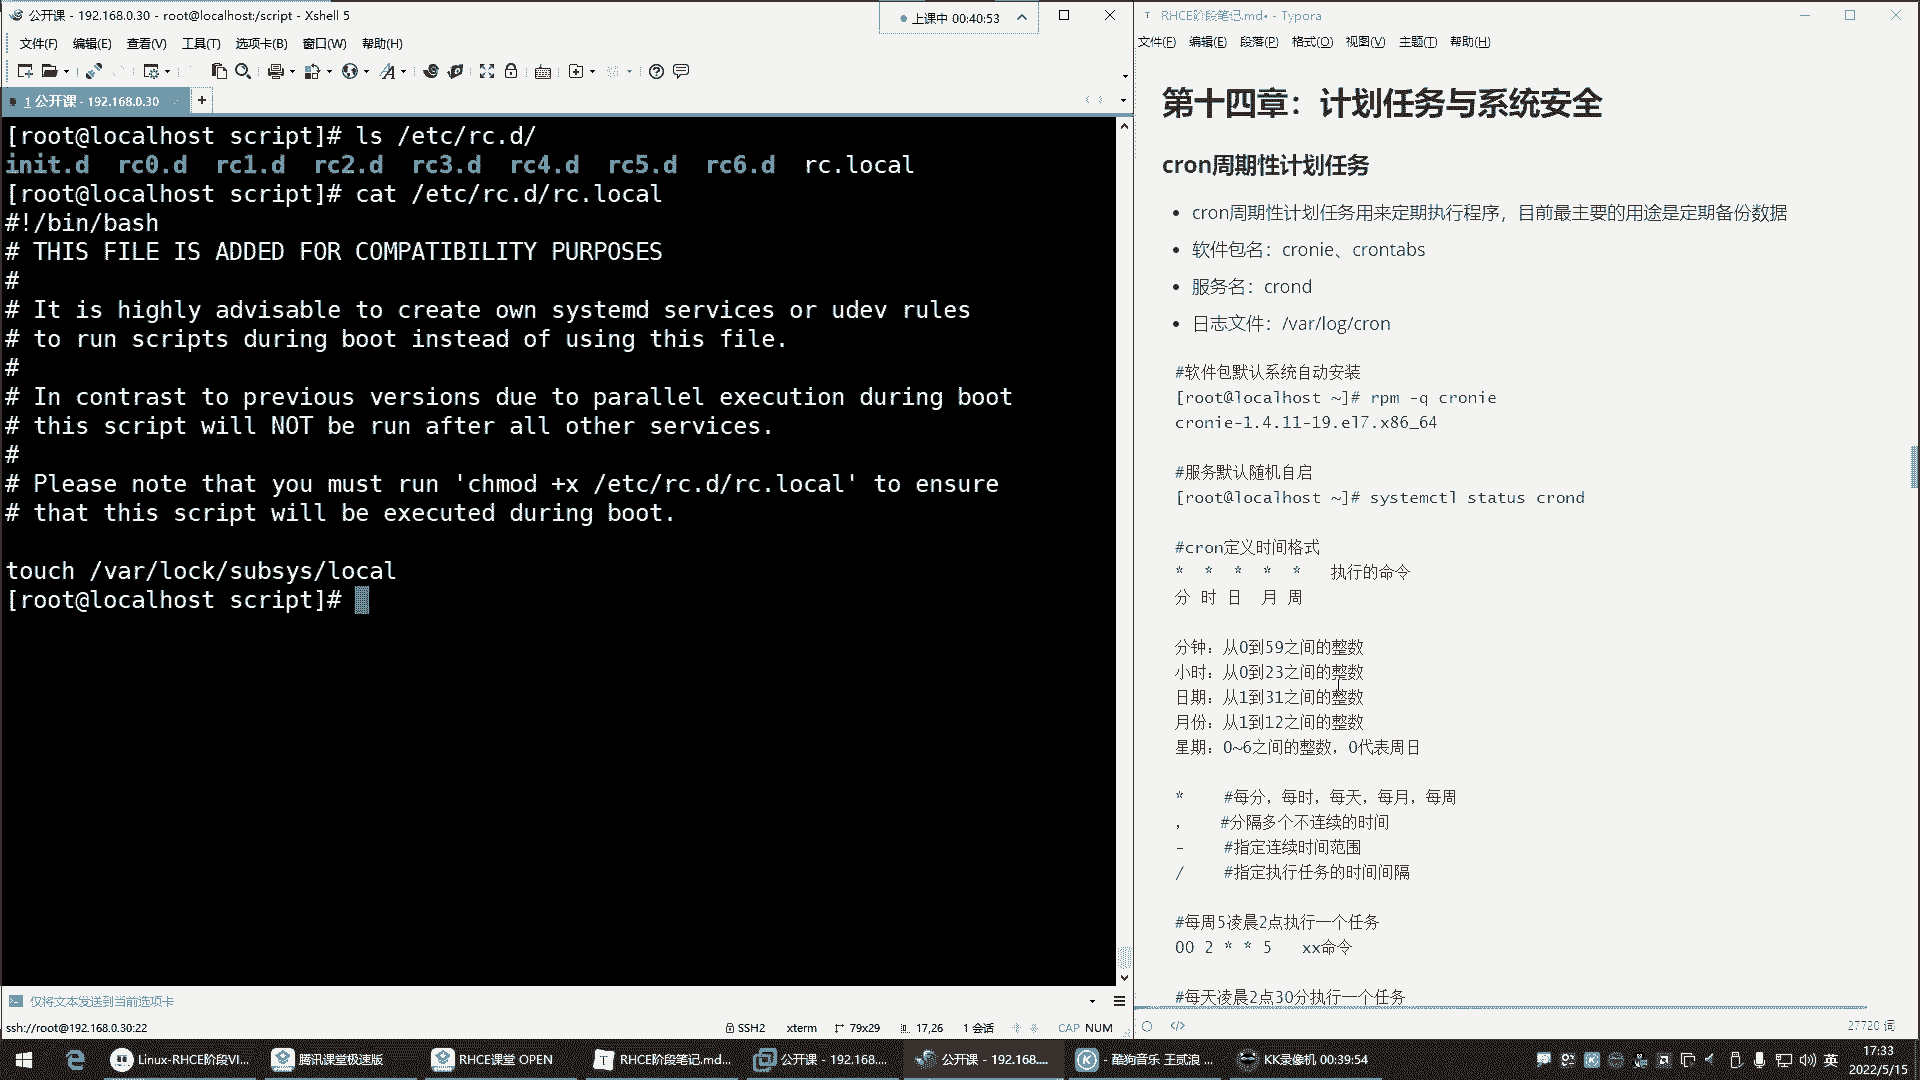 公开课 - 192.168.0.30 - root@localhost:/script - Xshell 5
上课中 00:40:53
文件(F) 编辑(E) 查看(V) 工具(T) 选项卡(B) 窗口(W) 帮助(H)
1 公开课 - 192.168.0.30
[root@localhost script]# ls /etc/rc.d/
init.d rc0.d rc1.d rc2.d rc3.d rc4.d rc5.d rc6.d rc.local
[root@localhost script]# cat /etc/rc.d/rc.local
#!/bin/bash
# THIS FILE IS ADDED FOR COMPATIBILITY PURPOSES
#
# It is highly advisable to create own systemd services or udev rules
# to run scripts during boot instead of using this file.
#
# In contrast to previous versions due to parallel execution during boot
# this script will NOT be run after all other services.
#
# Please note that you must run 'chmod +x /etc/rc.d/rc.local' to ensure
# that this script will be executed during boot.
touch /var/lock/subsys/local
[root@localhost script]#
仅将文本发送到当前选项卡
ssh://root@192.168.0.30:22 SSH2 xterm 79x29 17,26 1 会话 CAP NUM
RHCE阶段笔记.md• - Typora
文件(F) 编辑(E) 段落(P) 格式(O) 视图(V) 主题(T) 帮助(H)
第十四章：计划任务与系统安全
cron周期性计划任务
• cron周期性计划任务用来定期执行程序，目前最主要的用途是定期备份数据
• 软件包名：cronie、crontabs
• 服务名：crond
• 日志文件：/var/log/cron
#软件包默认系统自动安装
[root@localhost ~]# rpm -q cronie
cronie-1.4.11-19.el7.x86_64
#服务默认随机自启
[root@localhost ~]# systemctl status crond
#cron定义时间格式
* * * * * 执行的命令
分 时 日 月 周
分钟：从0到59之间的整数
小时：从0到23之间的整数
日期：从1到31之间的整数
月份：从1到12之间的整数
星期：0~6之间的整数，0代表周日
* #每分，每时，每天，每月，每周
， #分隔多个不连续的时间
- #指定连续时间范围
/ #指定执行任务的时间间隔
#每周5凌晨2点执行一个任务
00 2 * * 5 xx命令
#每天凌晨2点30分执行一个任务
27720 词
Linux-RHCE阶段VI... 腾讯课堂极速版 RHCE课堂 OPEN RHCE阶段笔记.md... 公开课 - 192.168.... 公开课 - 192.168.... - 酷狗音乐 王贰浪 ... KK录像机 00:39:54 英 17:33
2022/5/15